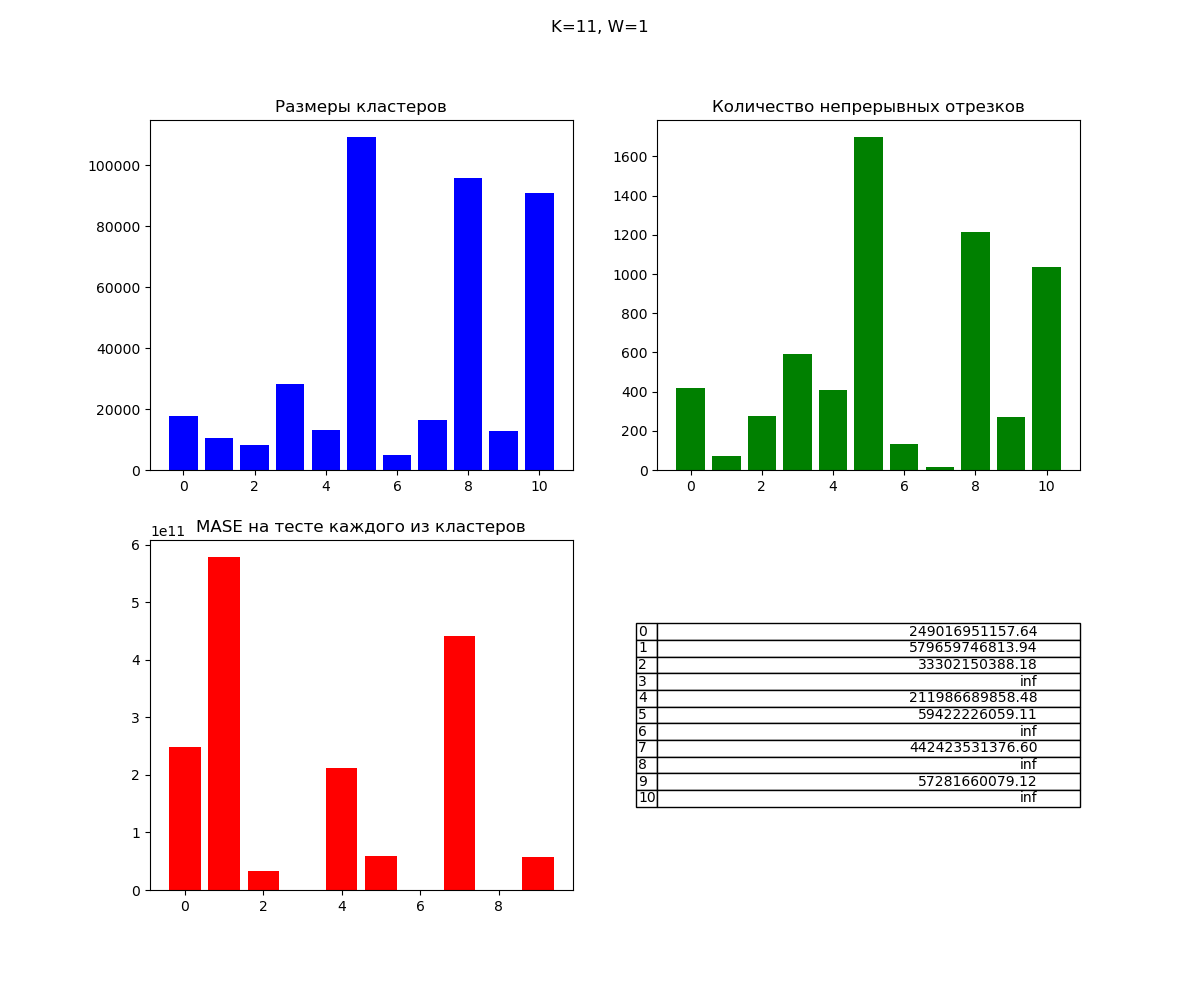 K=11, W=1
Размеры кластеров
100000
80000
60000
40000
20000
0
0 2 4 6 8 10
Количество непрерывных отрезков
1600
1400
1200
1000
800
600
400
200
0
0 2 4 6 8 10
1e11
MASE на тесте каждого из кластеров
6
5
4
3
2
1
0
0 2 4 6 8
0 249016951157.64
1 579659746813.94
2 33302150388.18
3 inf
4 211986689858.48
5 59422226059.11
6 inf
7 442423531376.60
8 inf
9 57281660079.12
10 inf